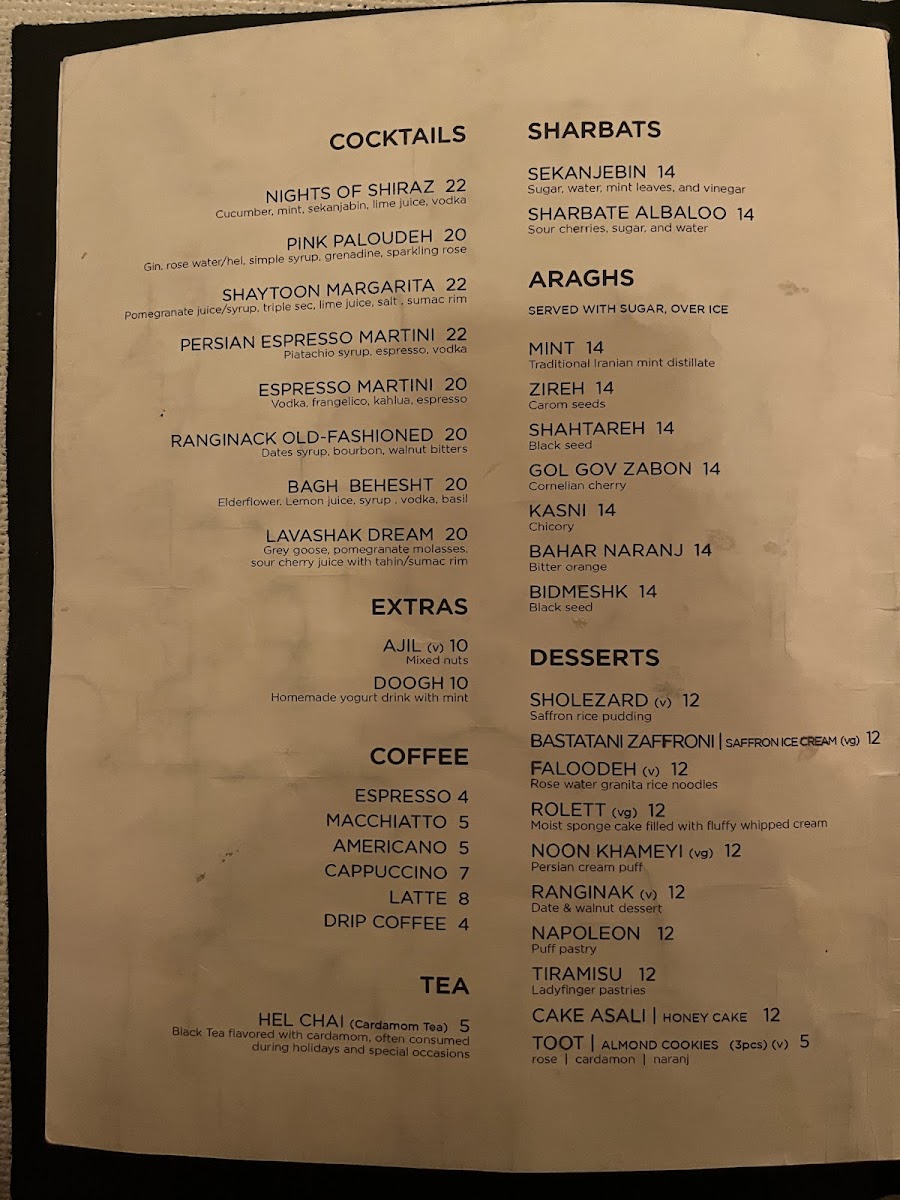 COCKTAILS
NIGHTS OF SHIRAZ 22
Cucumber, mint, sekanjabin, lime juice, vodka
PINK PALOUDEH 20
Gin, rose water/hel, simple syrup, grenadine, sparkling rose
SHAYTOON MARGARITA 22
Pomegranate juice/syrup, triple sec, lime juice, salt , sumac rim
PERSIAN ESPRESSO MARTINI 22
Piatachio syrup, espresso, vodka
ESPRESSO MARTINI 20
Vodka, frangelico, kahlua, espresso
RANGINACK OLD-FASHIONED 20
Dates syrup, bourbon, walnut bitters
BAGH BEHESHT 20
Elderflower, Lemon juice, syrup , vodka, basil
LAVASHAK DREAM 20
Grey goose, pomegranate molasses,
sour cherry juice with tahin/sumac rim
EXTRAS
AJIL (v) 10
Mixed nuts
DOOGH 10
Homemade yogurt drink with mint
COFFEE
ESPRESSO 4
MACCHIATTO 5
AMERICANO 5
CAPPUCCINO 7
LATTE 8
DRIP COFFEE 4
TEA
HEL CHAI (Cardamom Tea) 5
Black Tea flavored with cardamom, often consumed
during holidays and special occasions
SHARBATS
SEKANJEBIN 14
Sugar, water, mint leaves, and vinegar
SHARBATE ALBALOO 14
Sour cherries, sugar, and water
ARAGHS
SERVED WITH SUGAR, OVER ICE
MINT 14
Traditional Iranian mint distillate
ZIREH 14
Carom seeds
SHAHTAREH 14
Black seed
GOL GOV ZABON 14
Cornelian cherry
KASNI 14
Chicory
BAHAR NARANJ 14
Bitter orange
BIDMESHK 14
Black seed
DESSERTS
SHOLEZARD (v) 12
Saffron rice pudding
BASTATANI ZAFFRONI | SAFFRON ICE CREAM (vg) 12
FALOODEH (v) 12
Rose water granita rice noodles
ROLETT (vg) 12
Moist sponge cake filled with fluffy whipped cream
NOON KHAMEYI (vg) 12
Persian cream puff
RANGINAK (v) 12
Date & walnut dessert
NAPOLEON 12
Puff pastry
TIRAMISU 12
Ladyfinger pastries
CAKE ASALI | HONEY CAKE 12
TOOT | ALMOND COOKIES (3pcs) (v) 5
rose | cardamon | naranj